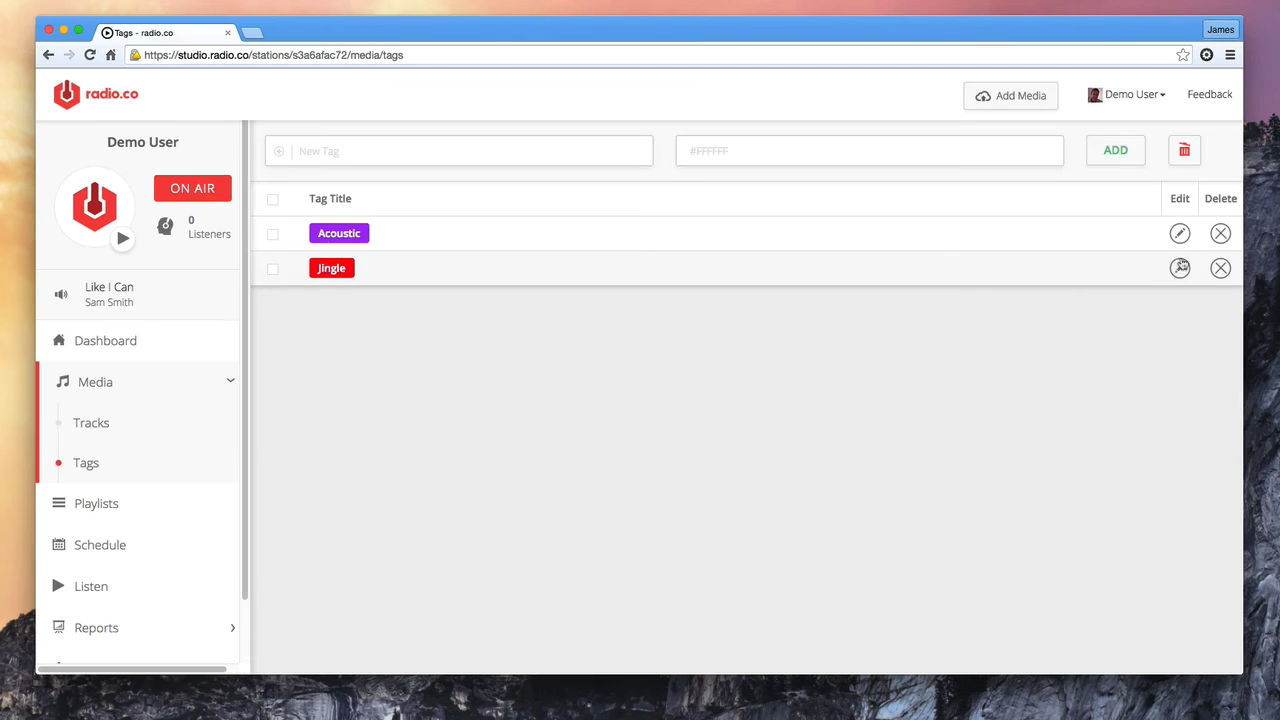 Tags - radio.co
James
https://studio.radio.co/stations/s3a6afac72/media/tags
radio.co
Add Media
Demo User
Feedback
Demo User
ON AIR
0
Listeners
Like I Can
Sam Smith
Dashboard
Media
Tracks
Tags
Playlists
Schedule
Listen
Reports
New Tag
#FFFFFF
ADD
Tag Title
Edit
Delete
Acoustic
Jingle